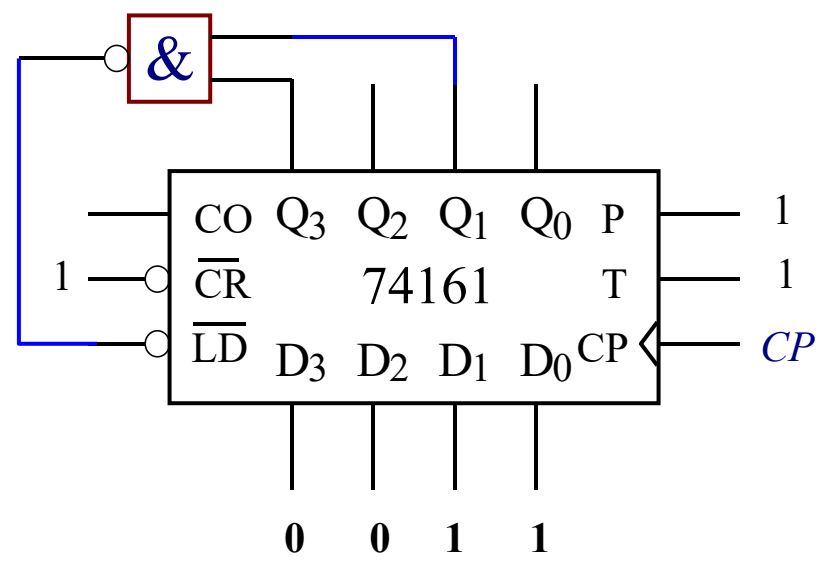 &
CO Q3 Q2 Q1 Q0 P 1
1 CR 74161 T 1
LD D3 D2 D1 D0 CP CP
0 0 1 1